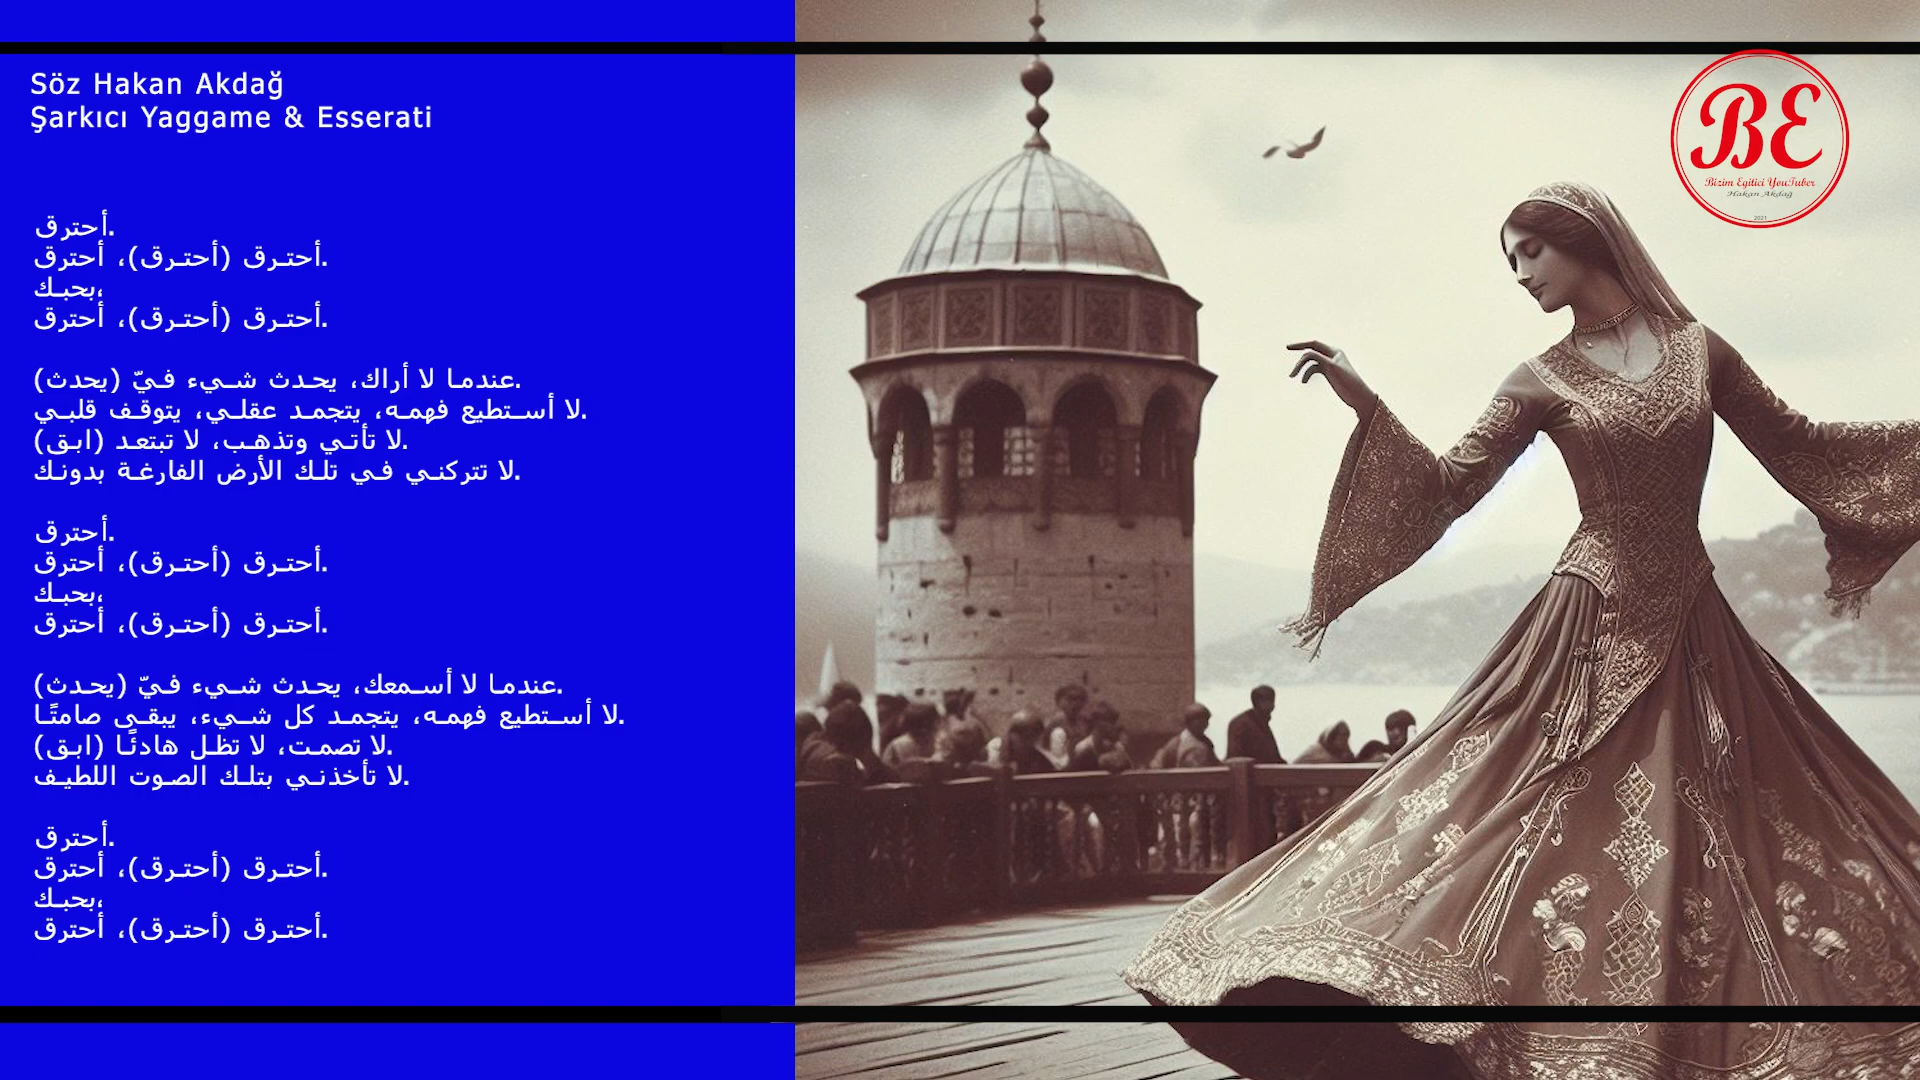 Söz Hakan Akdağ
Şarkıcı Yaggame & Esserati
أحترق.
أحترق (أحترق)، أحترق.
بحبك،
أحترق (أحترق)، أحترق.
عندما لا أراك، يحدث شيء فيّ (يحدث).
لا أستطيع فهمه، يتجمد عقلي، يتوقف قلبي.
لا تأتي وتذهب، لا تبتعد (ابق).
لا تتركني في تلك الأرض الفارغة بدونك.
أحترق.
أحترق (أحترق)، أحترق.
بحبك،
أحترق (أحترق)، أحترق.
عندما لا أسمعك، يحدث شيء فيّ (يحدث).
لا أستطيع فهمه، يتجمد كل شيء، يبقى صامتًا.
لا تصمت، لا تظل هادئًا (ابق).
لا تأخذني بتلك الصوت اللطيف.
أحترق.
أحترق (أحترق)، أحترق.
بحبك،
أحترق (أحترق)، أحترق.
BE
Bizim Egitici YouTuber
Hakan Akdağ
2021